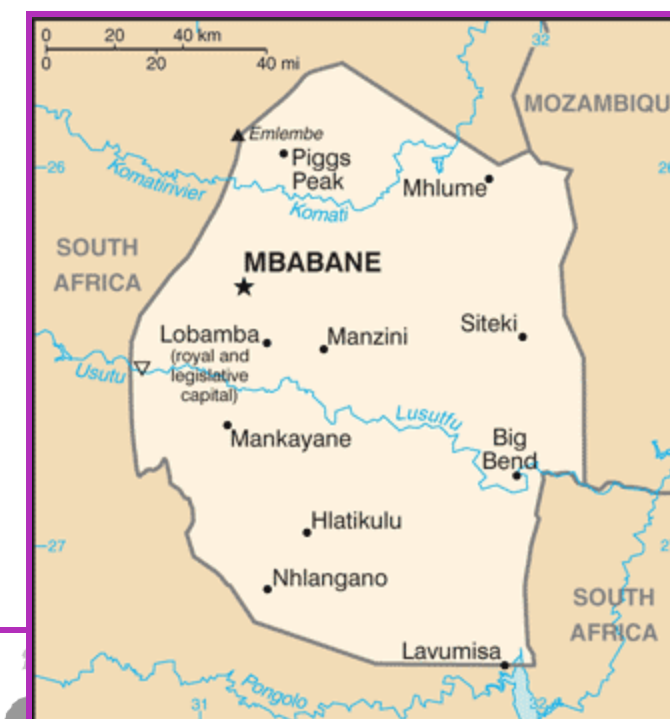 0 20 40 km
0 20 40 mi
32
MOZAMBIQU
Emlembe
26
Piggs
Peak
Komatirivier
Mhlume
Komati
SOUTH
AFRICA
MBABANE
Siteki
Lobamba
Manzini
(royal and
legislative
capital)
Usutu
Lusutfu
Mankayane
Big
Bend
Hlatikulu
27
Nhlangano
SOUTH
AFRICA
Lavumisa
Pongolo
31
32